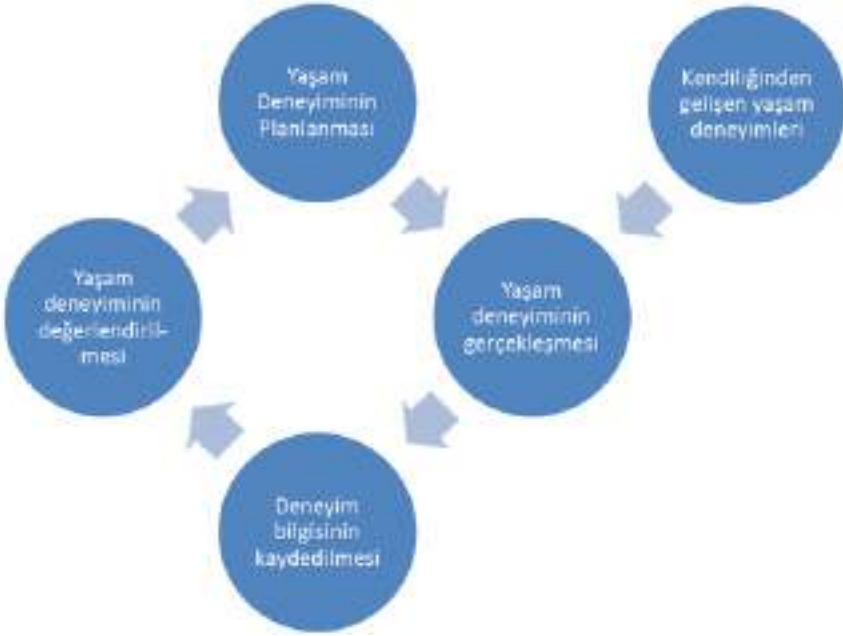 Yaşam
Deneyiminin
Planlanması
Kendiliğinden
gelişen yaşam
deneyimleri
Yaşam
deneyiminin
değerlendiril-
mesi
Yaşam
deneyiminin
gerçekleşmesi
Deneyim
bilgisinin
kaydedilmesi